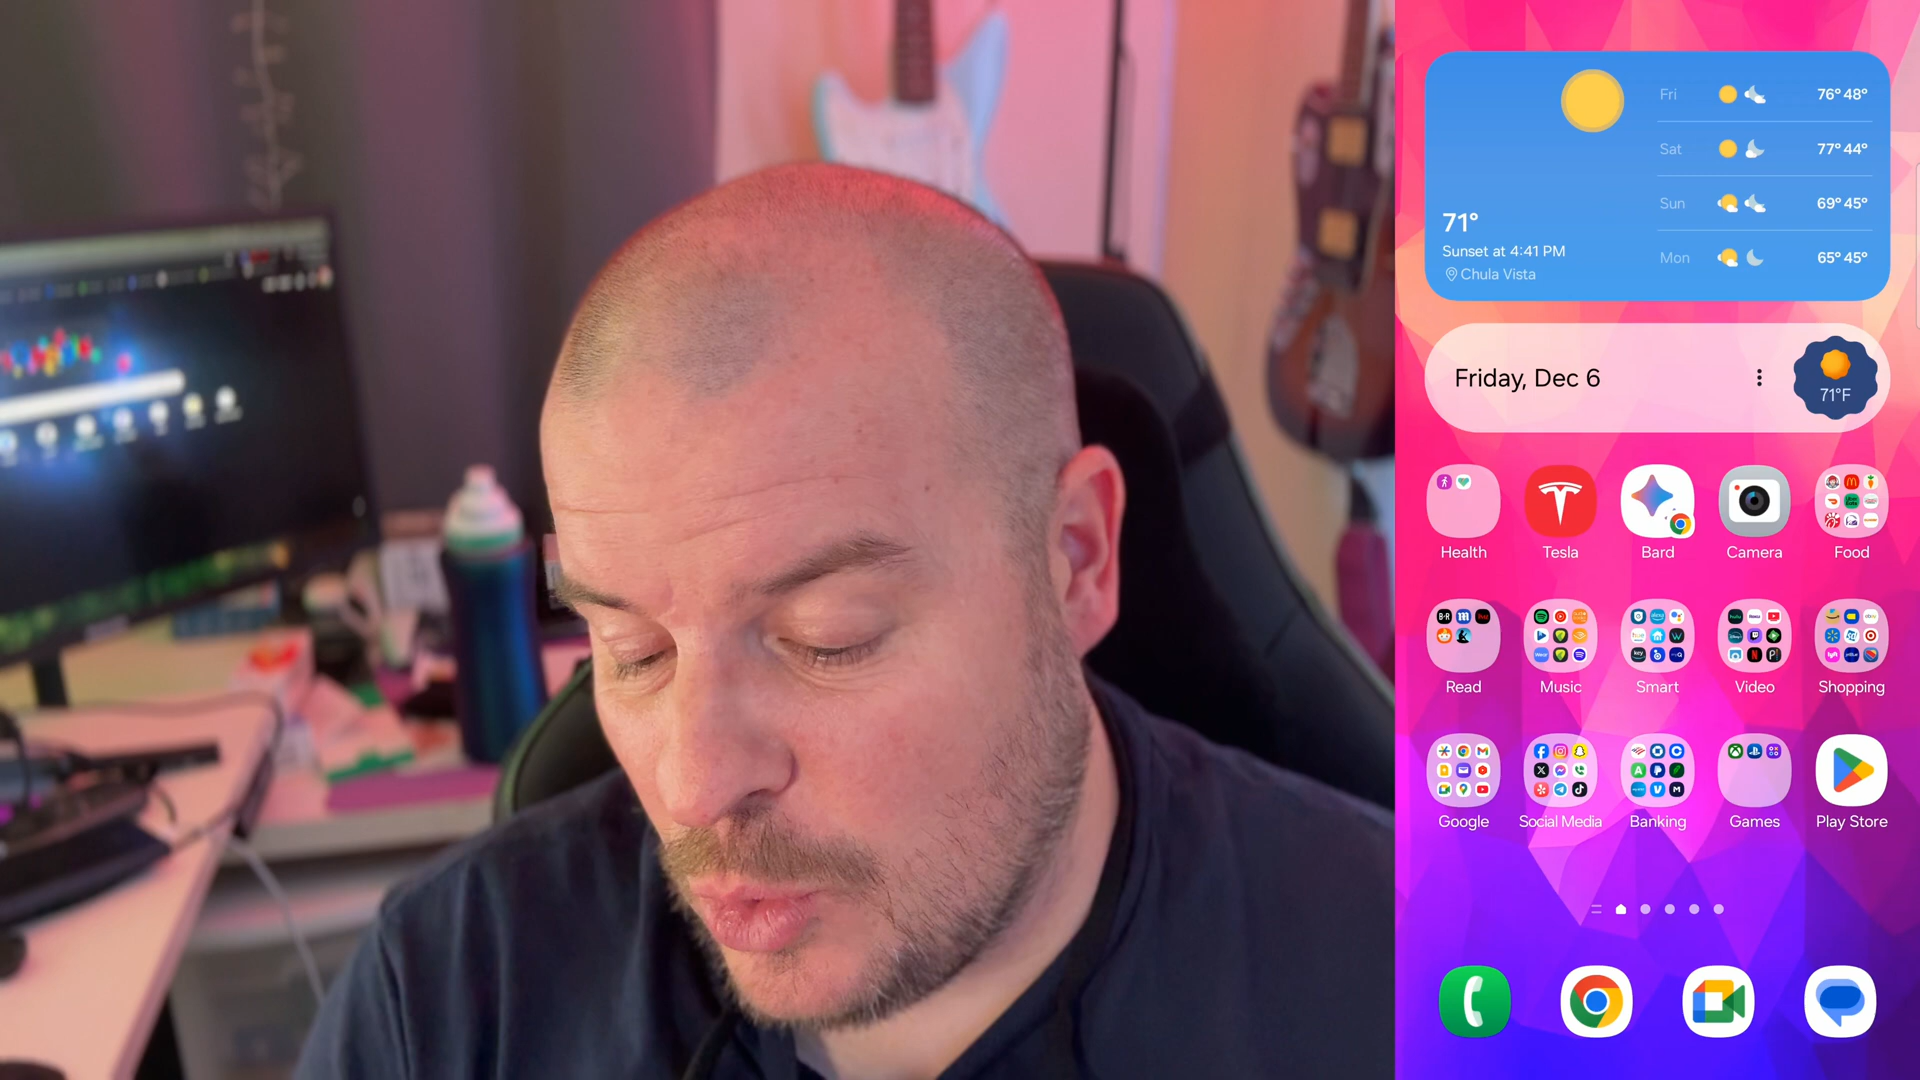 Fri 76° 48°
Sat 77° 44°
Sun 69° 45°
Mon 65° 45°
71°
Sunset at 4:41 PM
Chula Vista
Friday, Dec 6
71°F
Health Tesla Bard Camera Food
Read Music Smart Video Shopping
Google Social Media Banking Games Play Store